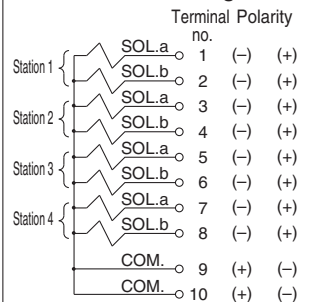 Terminal Polarity
no.
Station 1
SOL.a 1 (–) (+)
SOL.b 2 (–) (+)
Station 2
SOL.a 3 (–) (+)
SOL.b 4 (–) (+)
Station 3
SOL.a 5 (–) (+)
SOL.b 6 (–) (+)
Station 4
SOL.a 7 (–) (+)
SOL.b 8 (–) (+)
COM. 9 (+) (–)
COM. 10 (+) (–)